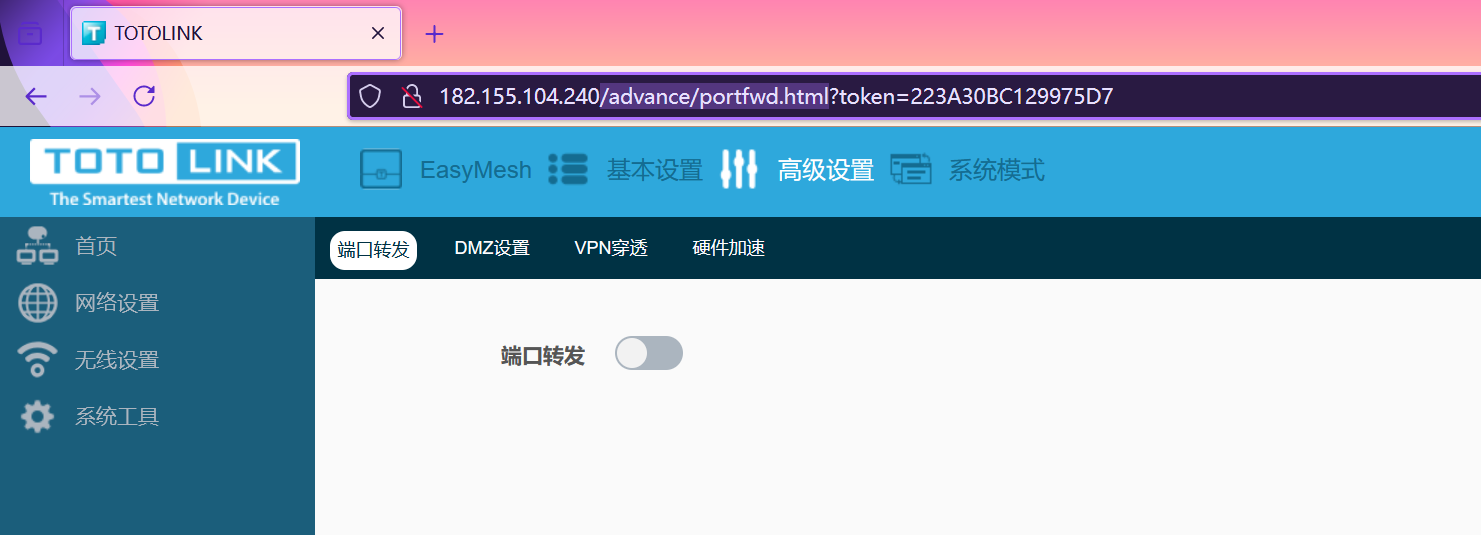 TOTOLINK
182.155.104.240/advance/portfwd.html?token=223A30BC129975D7
TOTO LINK
The Smartest Network Device
EasyMesh 基本设置 高级设置 系统模式
首页
网络设置
无线设置
系统工具
端口转发 DMZ设置 VPN穿透 硬件加速
端口转发